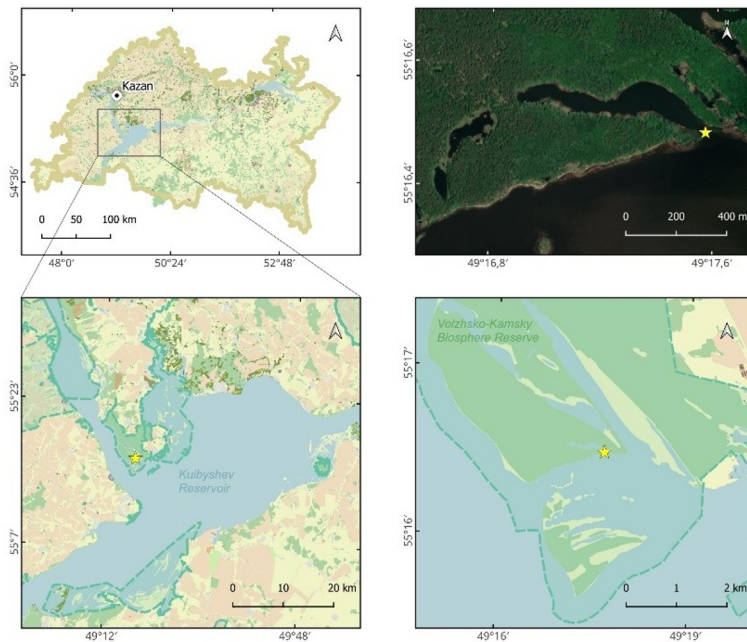 56°0′
54°36′
Kazan
0 50 100 km
48°0′ 50°24′ 52°48′
N
55°16,6′
55°16,4′
0 200 400 m
49°16,8′ 49°17,6′
55°23′
55°7′
Kuibyshev
Reservoir
0 10 20 km
49°12′ 49°48′
Volzhsko-Kamsky
Biosphere Reserve
55°17′
55°16′
0 1 2 km
49°16′ 49°19′